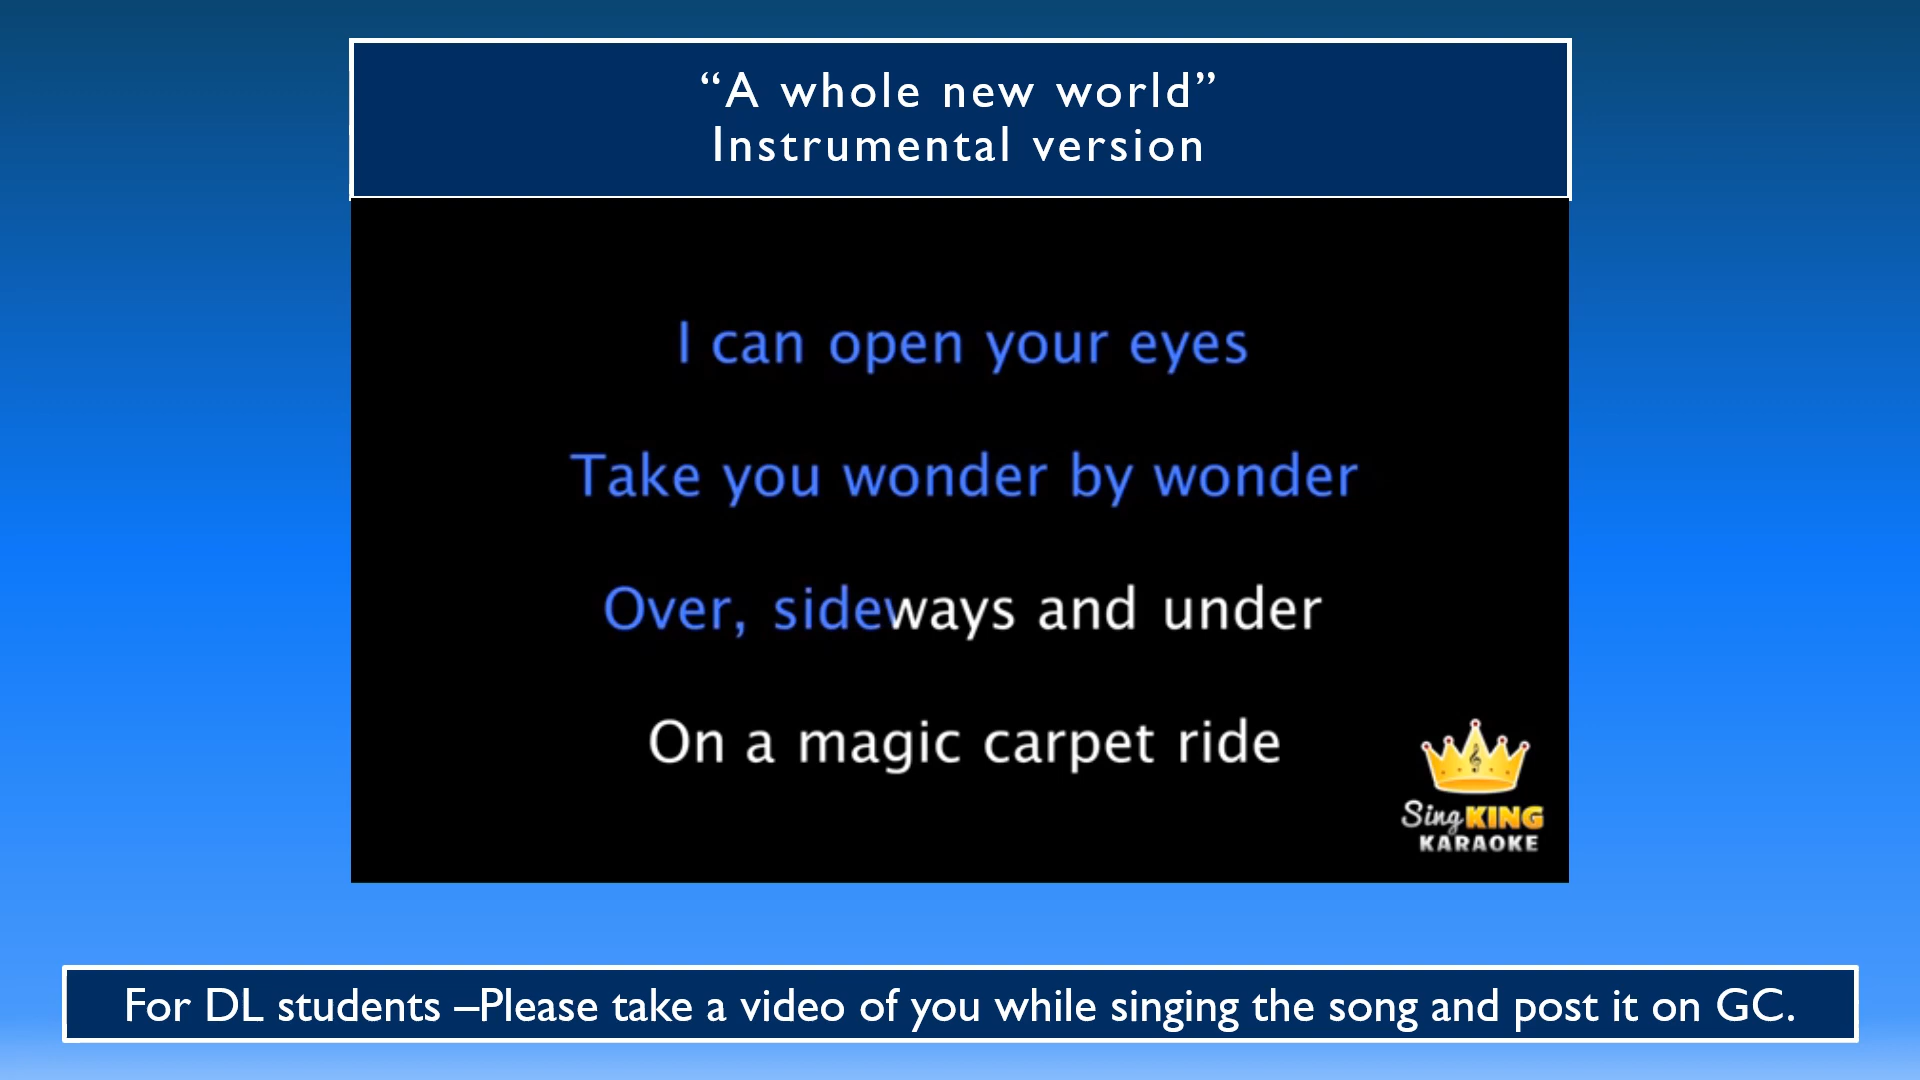 “A whole new world”
Instrumental version
I can open your eyes
Take you wonder by wonder
Over, sideways and under
On a magic carpet ride
Sing KING
KARAOKE
For DL students –Please take a video of you while singing the song and post it on GC.